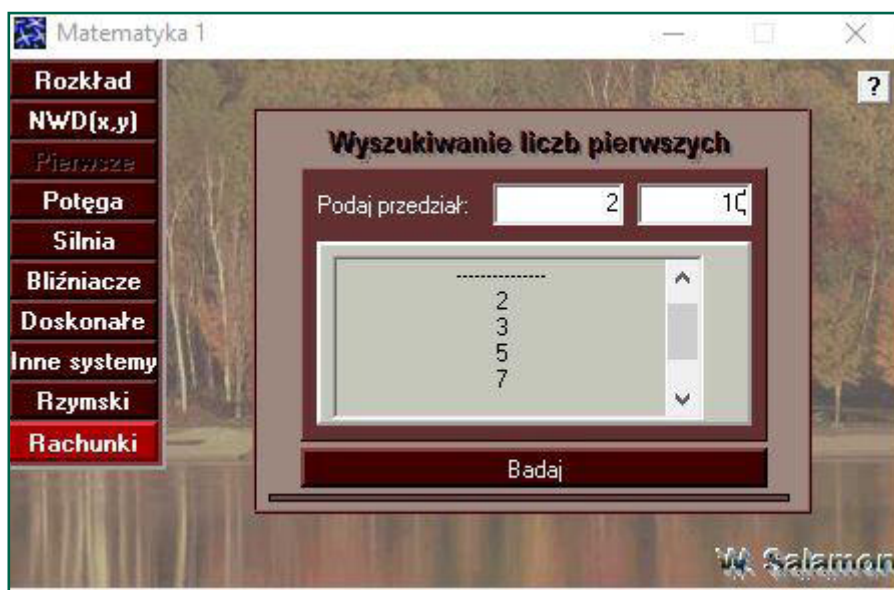 Matematyka 1
Rozkład
NWD(x,y)
Pierwsze
Potęga
Silnia
Bliźniacze
Doskonałe
Inne systemy
Rzymski
Rachunki
?
Wyszukiwanie liczb pierwszych
Podaj przedział: 2 10
--------------
2
3
5
7
Badaj
W. Salamon